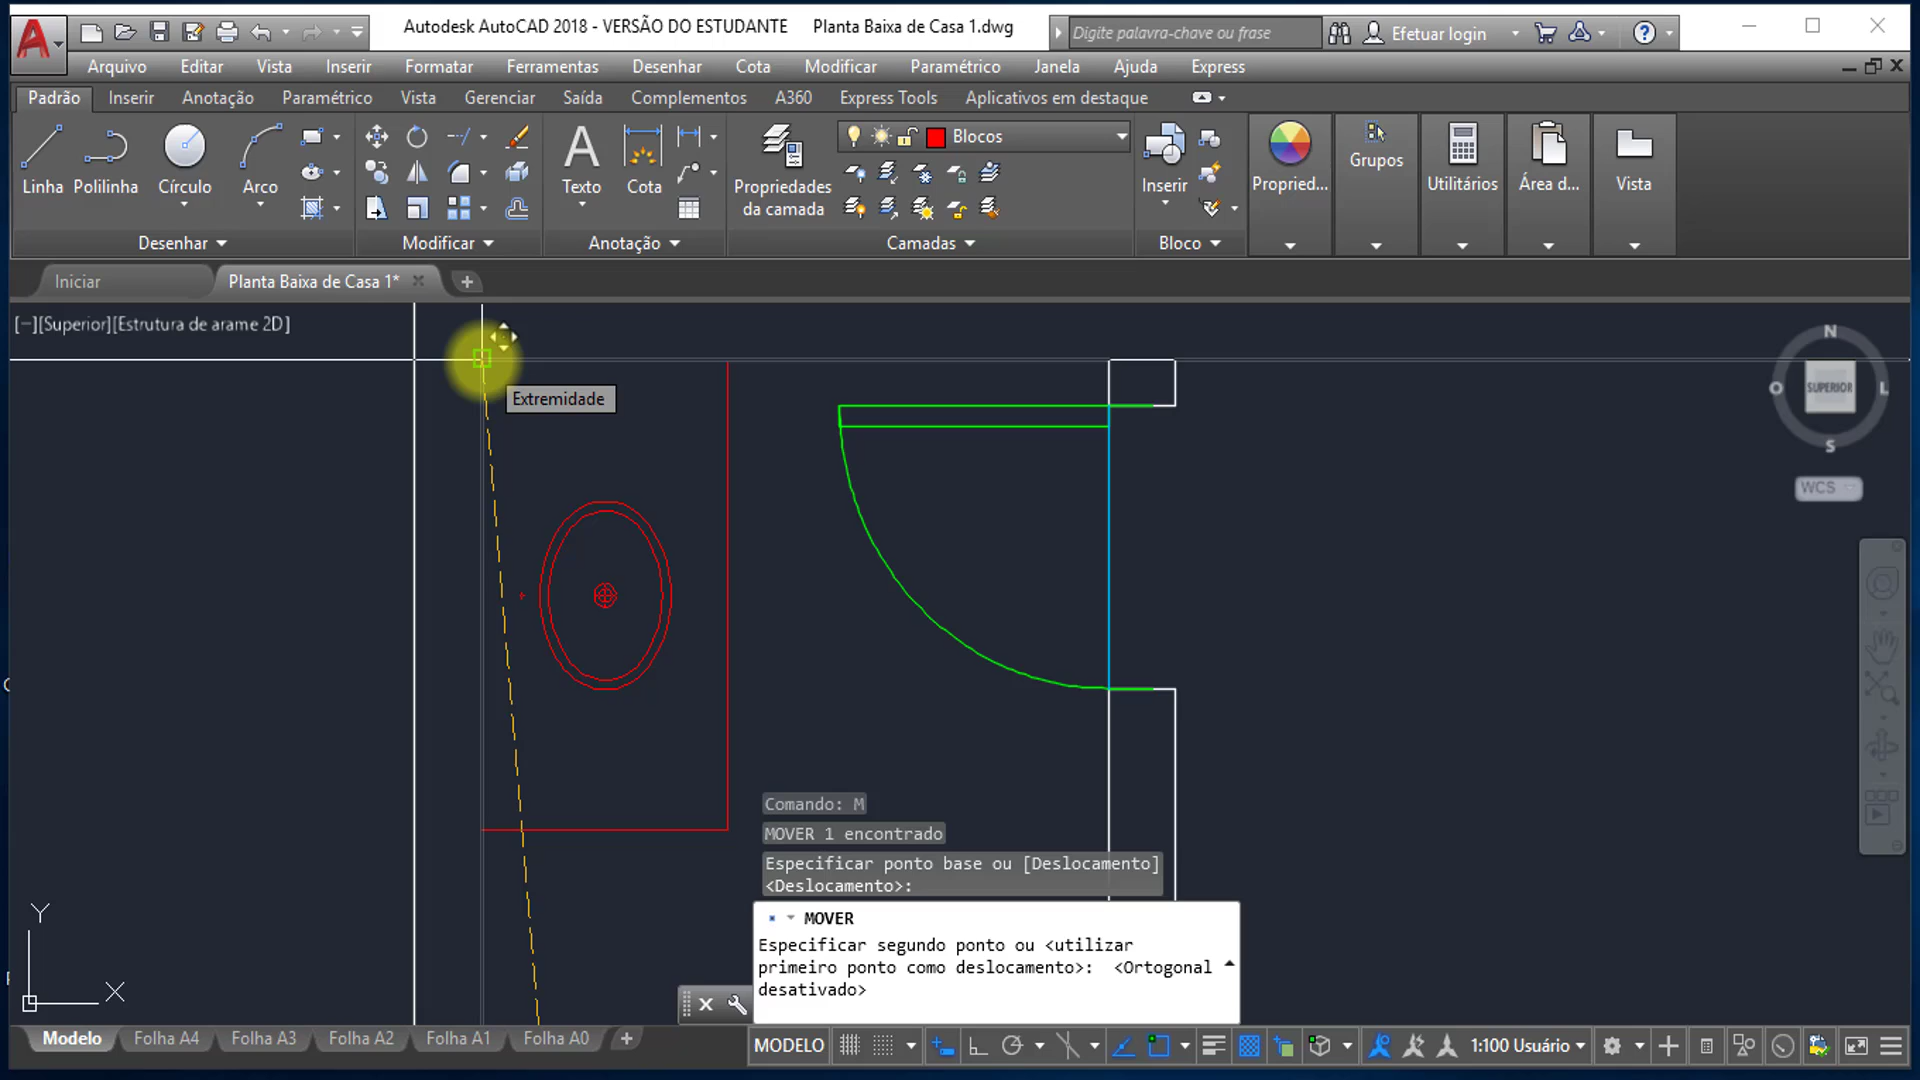 Autodesk AutoCAD 2018 - VERSÃO DO ESTUDANTE Planta Baixa de Casa 1.dwg
Digite palavra-chave ou frase
Efetuar login
Arquivo Editar Vista Inserir Formatar Ferramentas Desenhar Cota Modificar Paramétrico Janela Ajuda Express
Padrão Inserir Anotação Paramétrico Vista Gerenciar Saída Complementos A360 Express Tools Aplicativos em destaque
Linha Polilinha Círculo Arco
Texto Cota
Propriedades
da camada
Blocos
Inserir
Propried...
Grupos
Utilitários
Área d...
Vista
Desenhar Modificar Anotação Camadas Bloco
Iniciar Planta Baixa de Casa 1*
[−][Superior][Estrutura de arame 2D]
Extremidade
N
O SUPERIOR L
S
WCS
Comando: M
MOVER 1 encontrado
Especificar ponto base ou [Deslocamento]
<Deslocamento>:
MOVER
Especificar segundo ponto ou <utilizar
primeiro ponto como deslocamento>: <Ortogonal
desativado>
Y
X
Modelo Folha A4 Folha A3 Folha A2 Folha A1 Folha A0
MODELO
1:100 Usuário